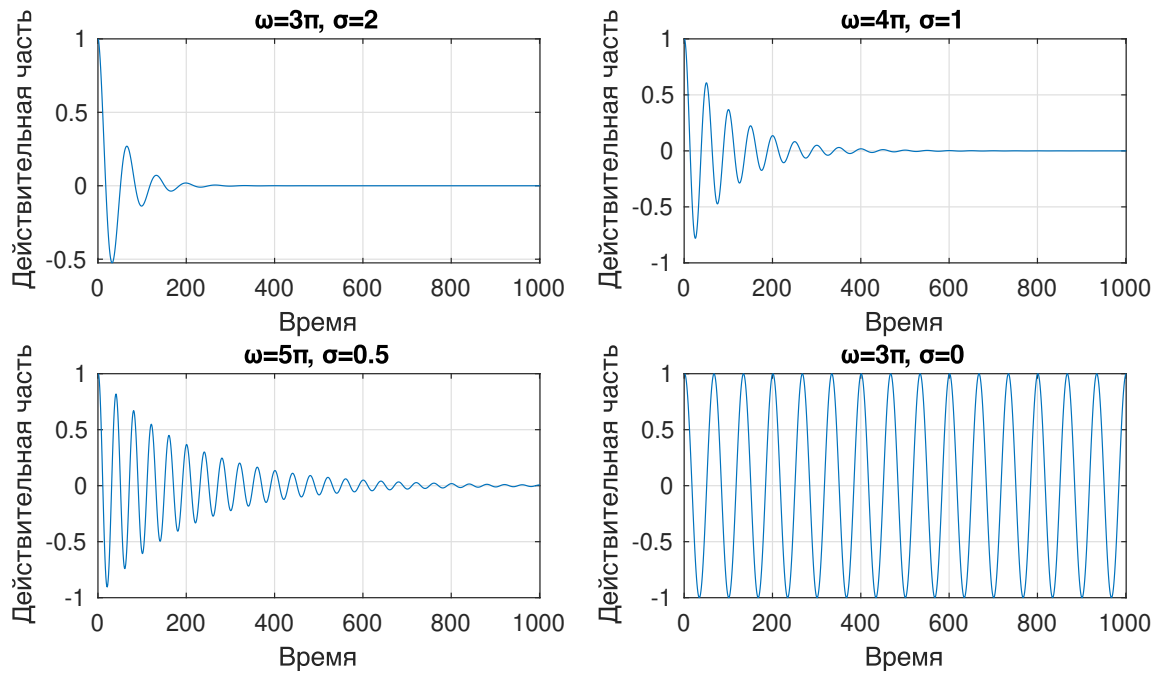 ω=3π, σ=2
Действительная часть
1
0.5
0
-0.5
0 200 400 600 800 1000
Время
ω=4π, σ=1
Действительная часть
1
0.5
0
-0.5
-1
0 200 400 600 800 1000
Время
ω=5π, σ=0.5
Действительная часть
1
0.5
0
-0.5
-1
0 200 400 600 800 1000
Время
ω=3π, σ=0
Действительная часть
1
0.5
0
-0.5
-1
0 200 400 600 800 1000
Время